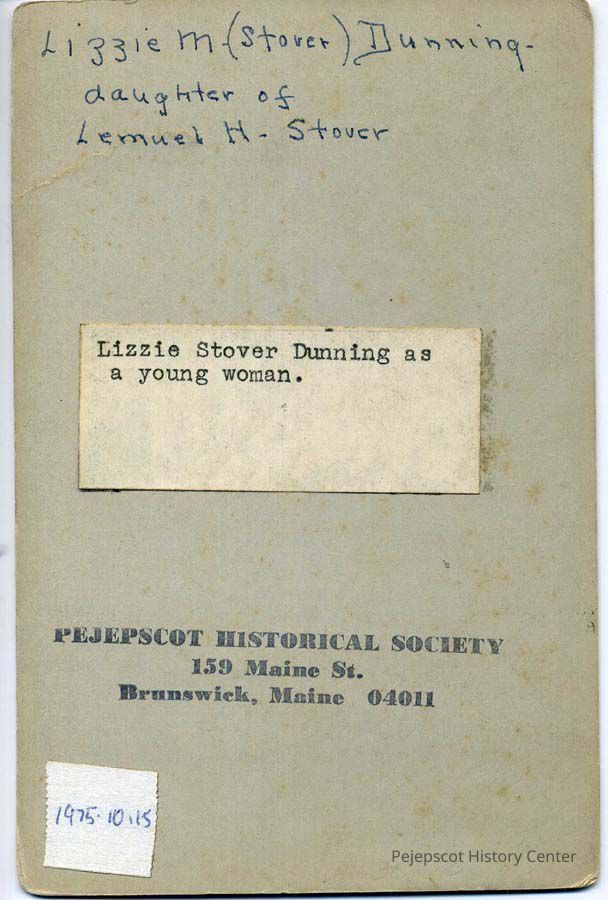 Lizzie M (Stover) Dunning-
daughter of
Lemuel H - Stover
Lizzie Stover Dunning as
a young woman.
PEJEPSCOT HISTORICAL SOCIETY
159 Maine St.
Brunswick, Maine 04011
1975.10.15
Pejepscot History Center